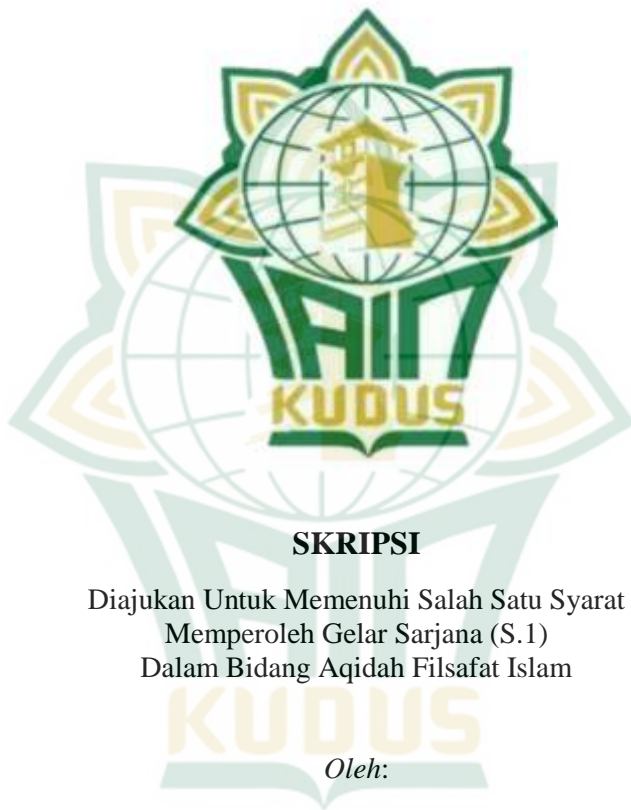 IAIN
KUDUS
SKRIPSI
Diajukan Untuk Memenuhi Salah Satu Syarat
Memperoleh Gelar Sarjana (S.1)
Dalam Bidang Aqidah Filsafat Islam
KUDUS
Oleh: